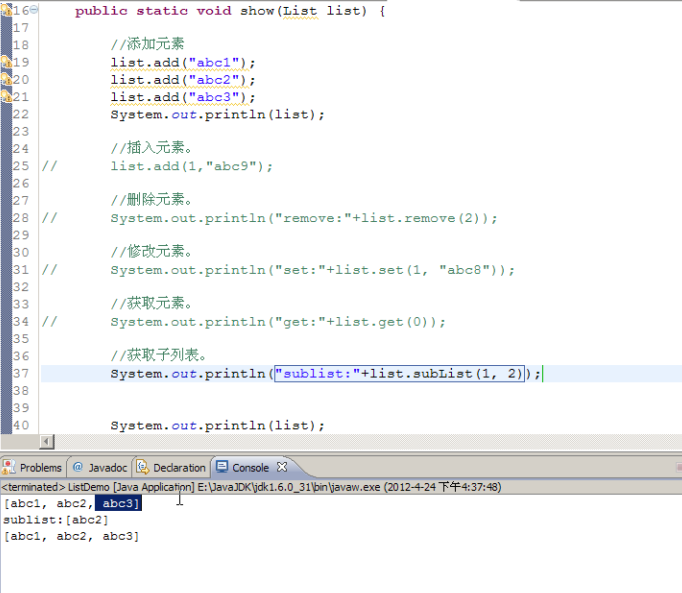 16 public static void show(List list) {
17
18 //添加元素
19 list.add("abc1");
20 list.add("abc2");
21 list.add("abc3");
22 System.out.println(list);
23
24 //插入元素。
25 // list.add(1,"abc9");
26
27 //删除元素。
28 // System.out.println("remove:"+list.remove(2));
29
30 //修改元素。
31 // System.out.println("set:"+list.set(1, "abc8"));
32
33 //获取元素。
34 // System.out.println("get:"+list.get(0));
35
36 //获取子列表。
37 System.out.println("sublist:"+list.subList(1, 2));
38
39
40 System.out.println(list);
Problems @ Javadoc Declaration Console
<terminated> ListDemo [Java Application] E:\JavaJDK\jdk1.6.0_31\bin\javaw.exe (2012-4-24 下午4:37:48)
[abc1, abc2, abc3]
sublist:[abc2]
[abc1, abc2, abc3]